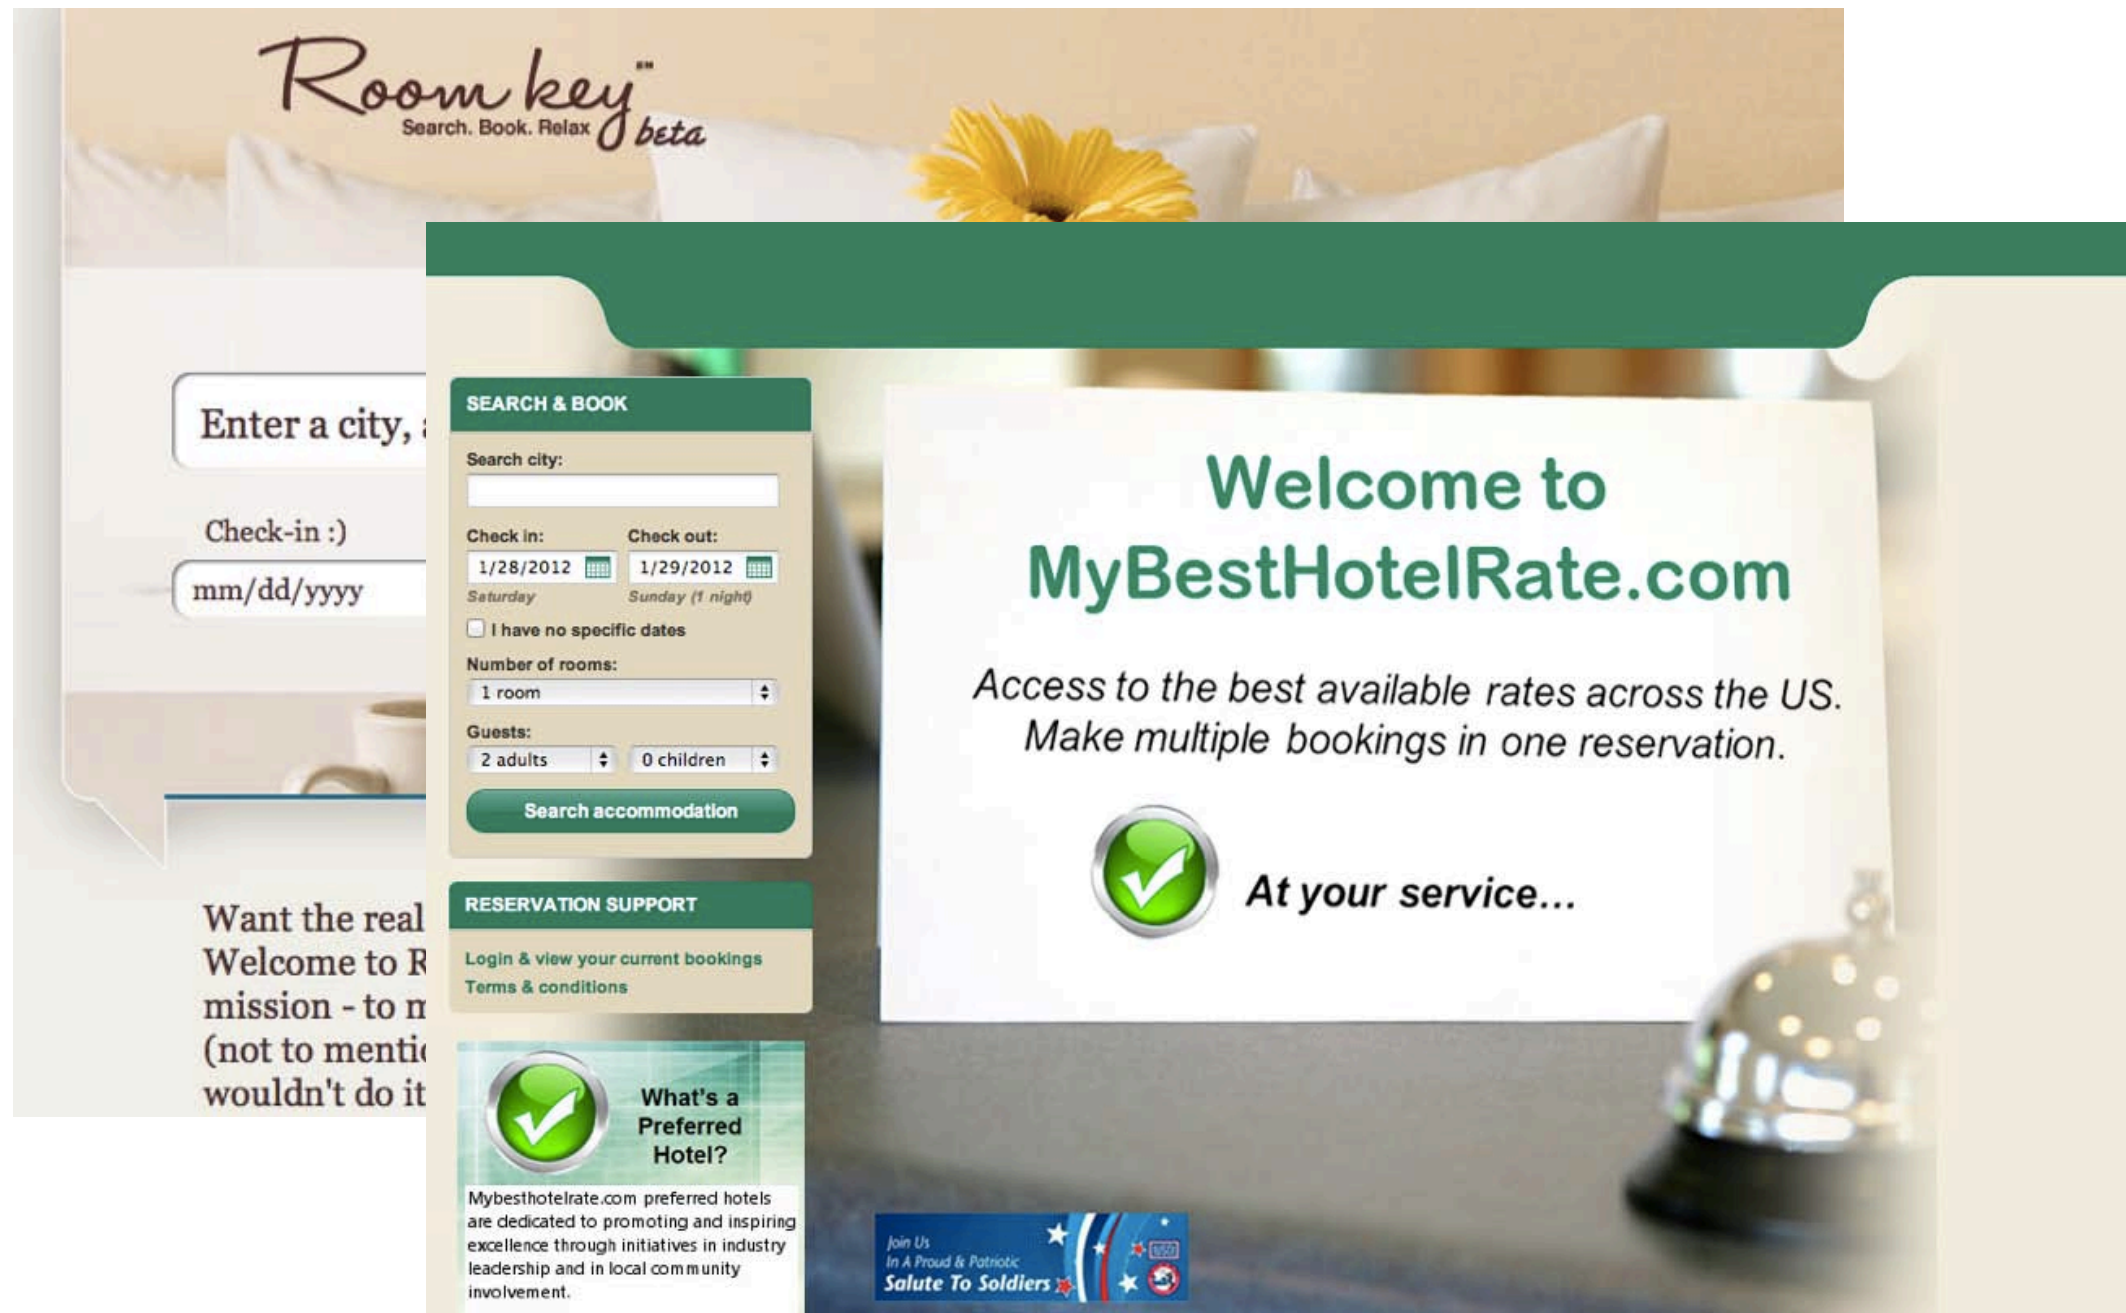 Room key℠
Search. Book. Relax
beta
Enter a city,
Check-in :)
mm/dd/yyyy
Want the real
Welcome to R
mission - to m
(not to mentio
wouldn't do it
SEARCH & BOOK
Search city:
Check in: Check out:
1/28/2012 1/29/2012
Saturday Sunday (1 night)
I have no specific dates
Number of rooms:
1 room
Guests:
2 adults 0 children
Search accommodation
RESERVATION SUPPORT
Login & view your current bookings
Terms & conditions
What's a
Preferred
Hotel?
Mybesthotelrate.com preferred hotels
are dedicated to promoting and inspiring
excellence through initiatives in industry
leadership and in local community
involvement.
Welcome to
MyBestHotelRate.com
Access to the best available rates across the US.
Make multiple bookings in one reservation.
At your service...
Join Us
In A Proud & Patriotic
Salute To Soldiers
USO